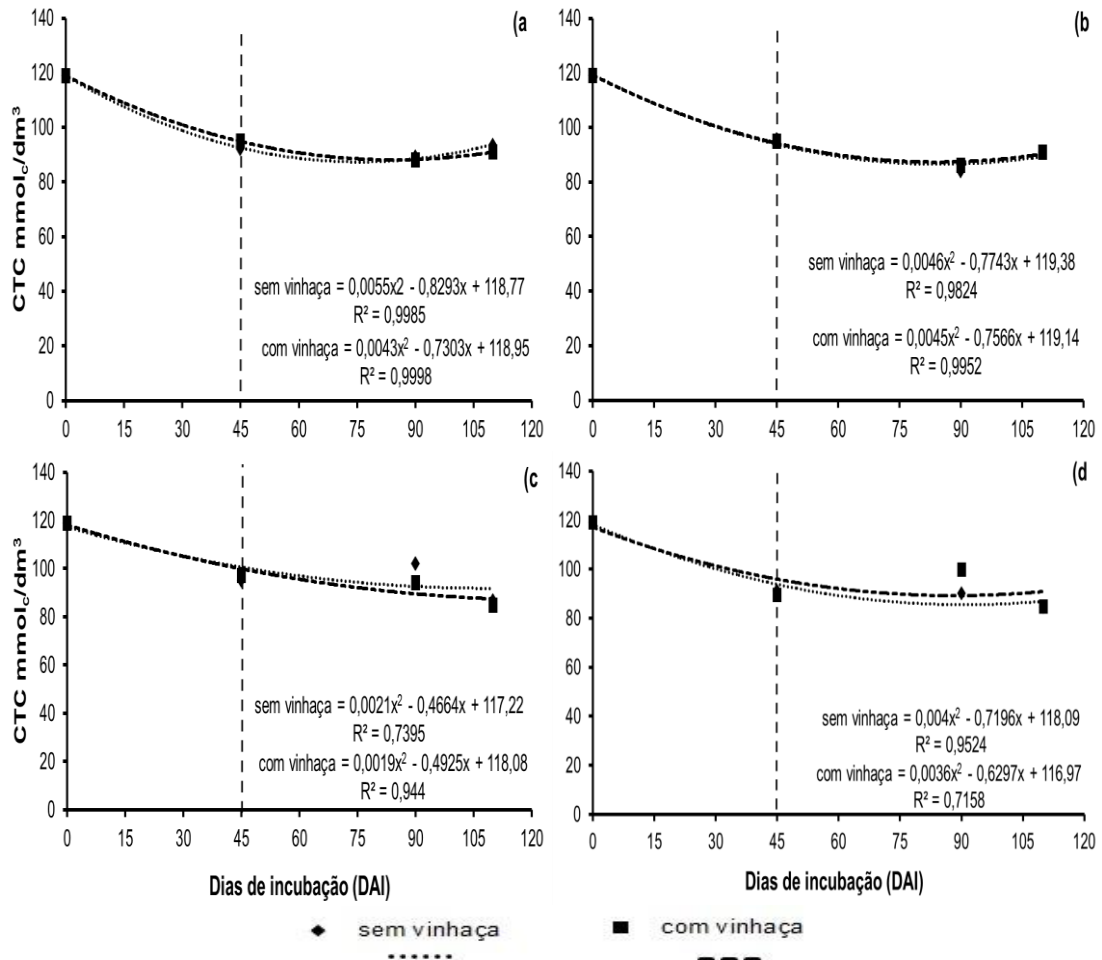 (a
CTC mmolc/dm³
140
120
100
80
60
40
20
0
sem vinhaça = 0,0055x2 - 0,8293x + 118,77
R² = 0,9985
com vinhaça = 0,0043x² - 0,7303x + 118,95
R² = 0,9998
0 15 30 45 60 75 90 105 120
(b
140
120
100
80
60
40
20
0
sem vinhaça = 0,0046x² - 0,7743x + 119,38
R² = 0,9824
com vinhaça = 0,0045x² - 0,7566x + 119,14
R² = 0,9952
0 15 30 45 60 75 90 105 120
(c
CTC mmolc/dm³
140
120
100
80
60
40
20
0
sem vinhaça = 0,0021x² - 0,4664x + 117,22
R² = 0,7395
com vinhaça = 0,0019x² - 0,4925x + 118,08
R² = 0,944
0 15 30 45 60 75 90 105 120
Dias de incubação (DAI)
(d
140
120
100
80
60
40
20
0
sem vinhaça = 0,004x² - 0,7196x + 118,09
R² = 0,9524
com vinhaça = 0,0036x² - 0,6297x + 116,97
R² = 0,7158
0 15 30 45 60 75 90 105 120
Dias de incubação (DAI)
sem vinhaça
com vinhaça